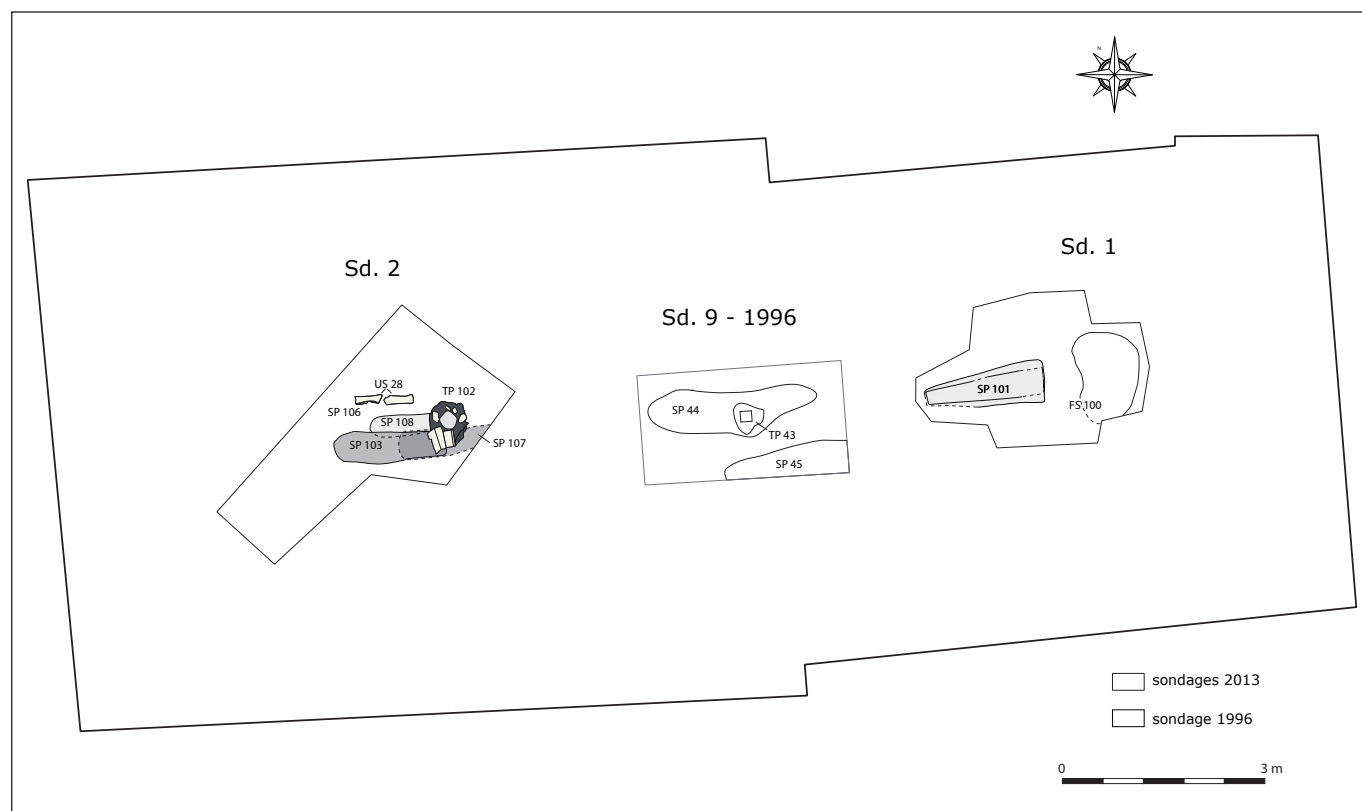 N
Sd. 1
Sd. 2
Sd. 9 - 1996
US 28
TP 102
SP 106
SP 108
SP 103
SP 107
SP 44
TP 43
SP 45
SP 101
FS 100
sondages 2013
sondage 1996
0 3 m